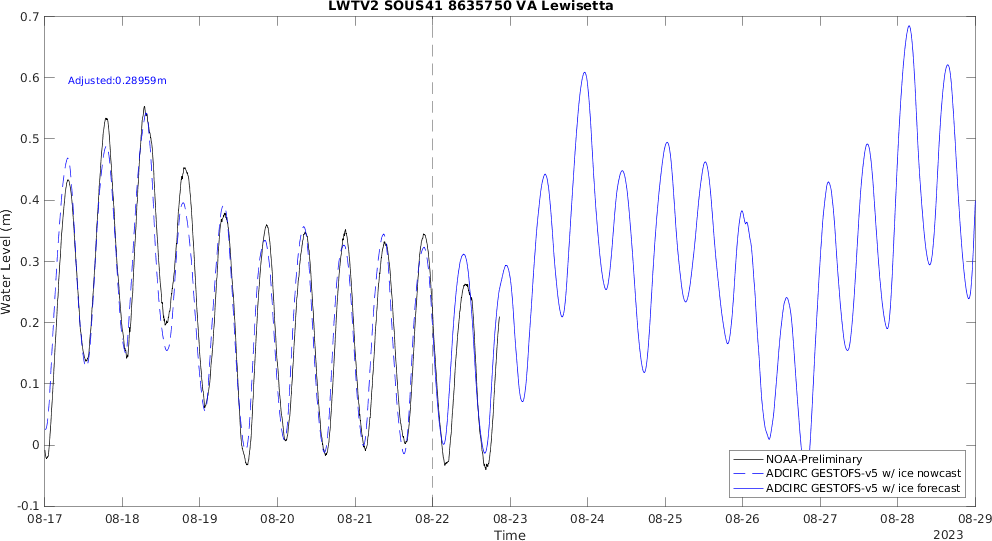 LWTV2 SOUS41 8635750 VA Lewisetta
Adjusted:0.28959m
Water Level (m)
0.7
0.6
0.5
0.4
0.3
0.2
0.1
0
-0.1
NOAA-Preliminary
ADCIRC GESTOFS-v5 w/ ice nowcast
ADCIRC GESTOFS-v5 w/ ice forecast
08-17 08-18 08-19 08-20 08-21 08-22 08-23 08-24 08-25 08-26 08-27 08-28 08-29
Time
2023